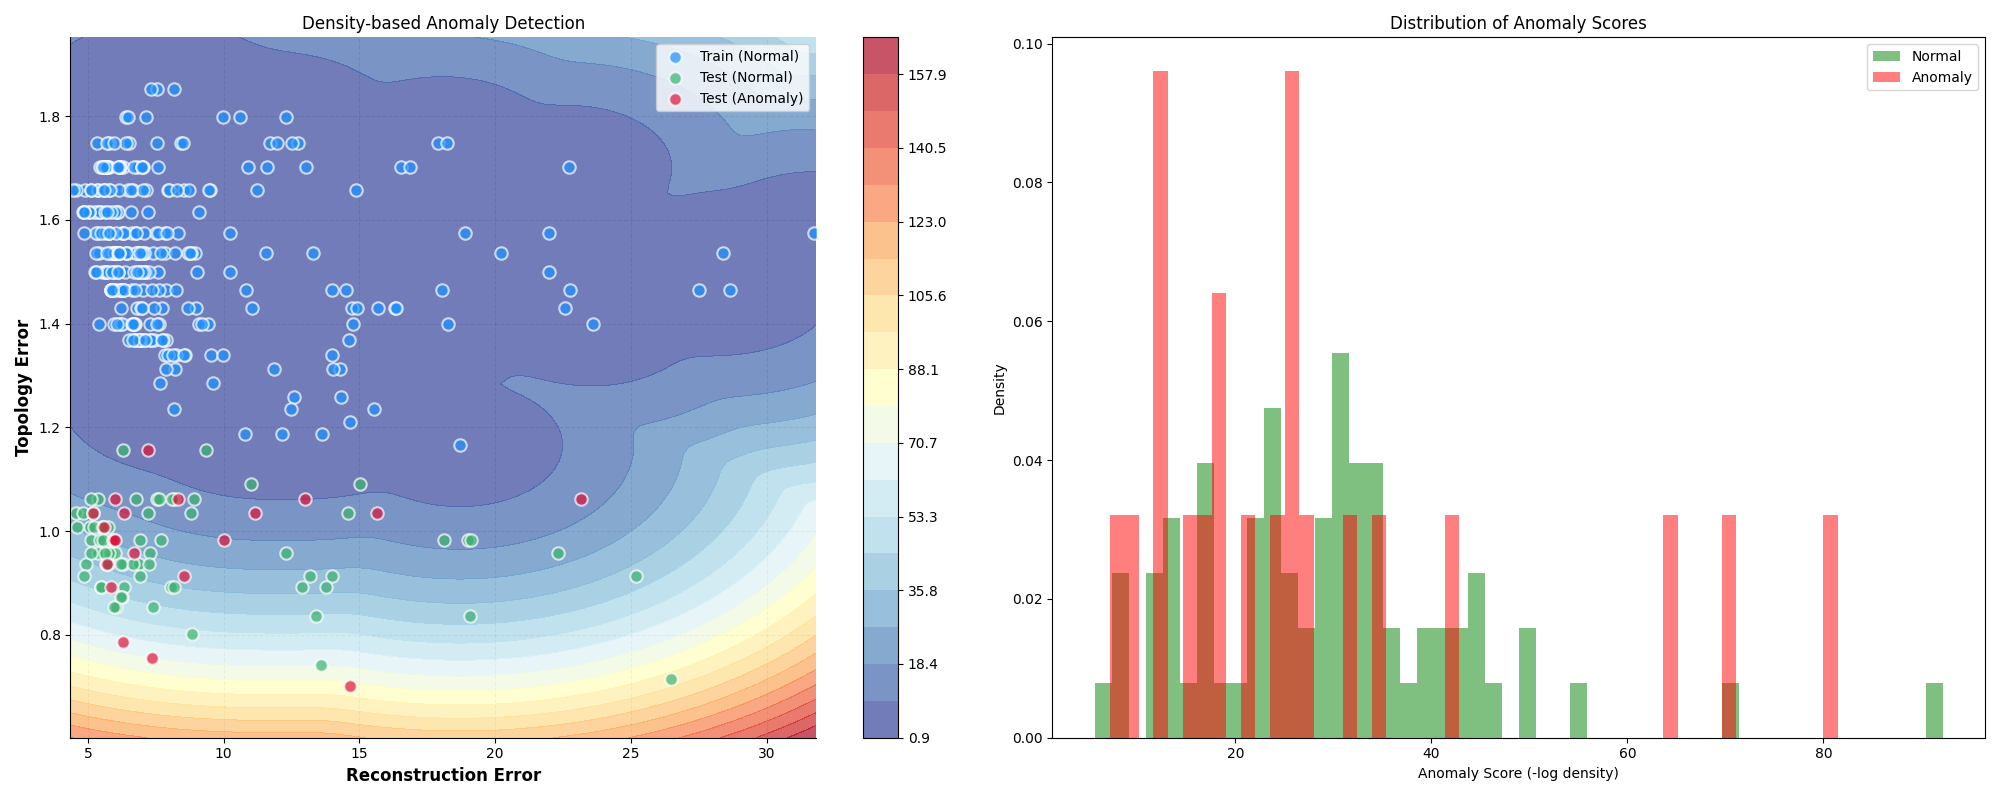 Density-based Anomaly Detection
Train (Normal)
Test (Normal)
Test (Anomaly)
Topology Error
1.8
1.6
1.4
1.2
1.0
0.8
5
10
15
20
25
30
Reconstruction Error
157.9
140.5
123.0
105.6
88.1
70.7
53.3
35.8
18.4
0.9
Distribution of Anomaly Scores
Normal
Anomaly
Density
0.10
0.08
0.06
0.04
0.02
0.00
20
40
60
80
Anomaly Score (-log density)